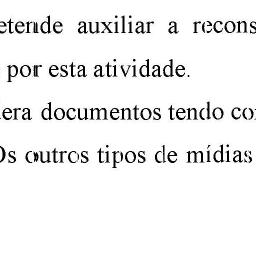 etende auxiliar a recons
por esta atividade.
era documentos tendo co
Os outros tipos de mídias